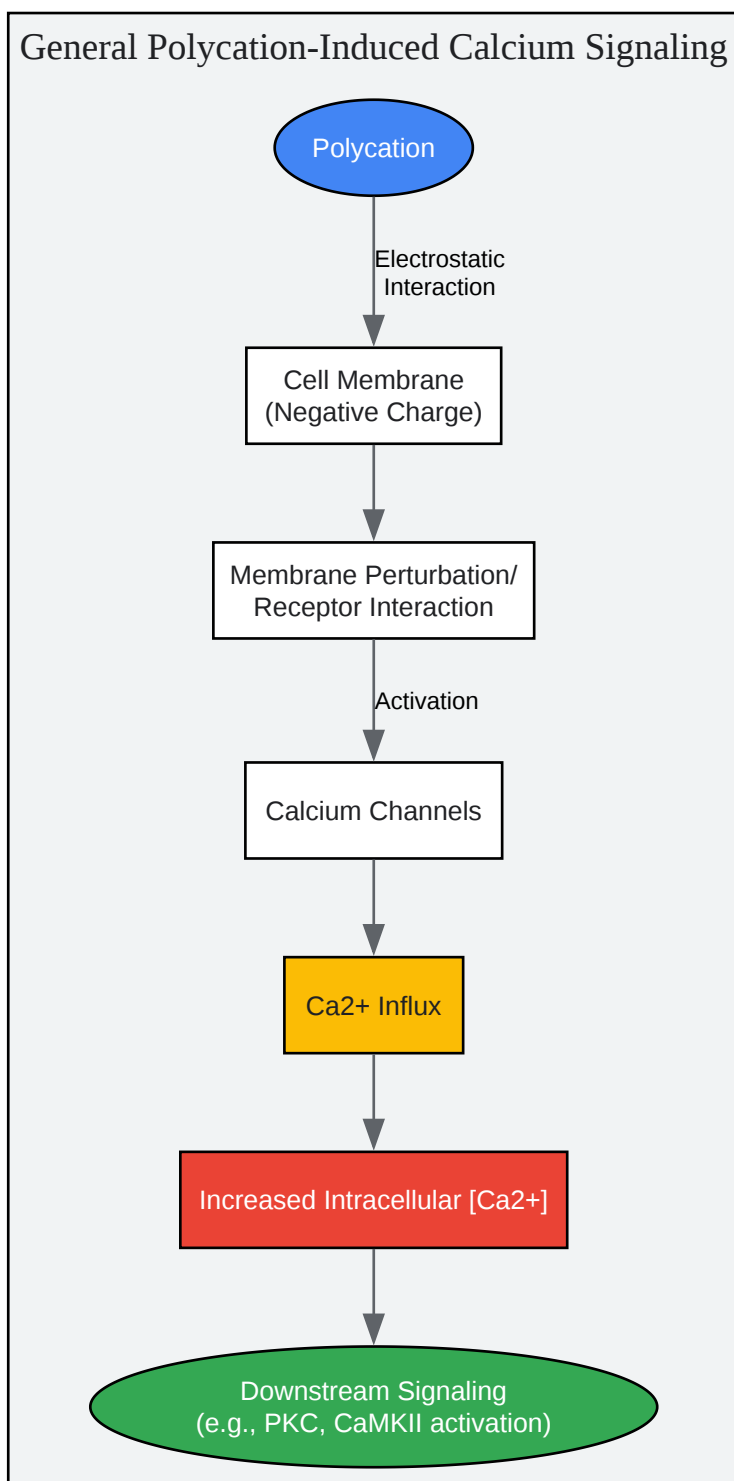 General Polycation-Induced Calcium Signaling
Polycation
Electrostatic
Interaction
Cell Membrane
(Negative Charge)
Membrane Perturbation/
Receptor Interaction
Activation
Calcium Channels
Ca2+ Influx
Increased Intracellular [Ca2+]
Downstream Signaling
(e.g., PKC, CaMKII activation)